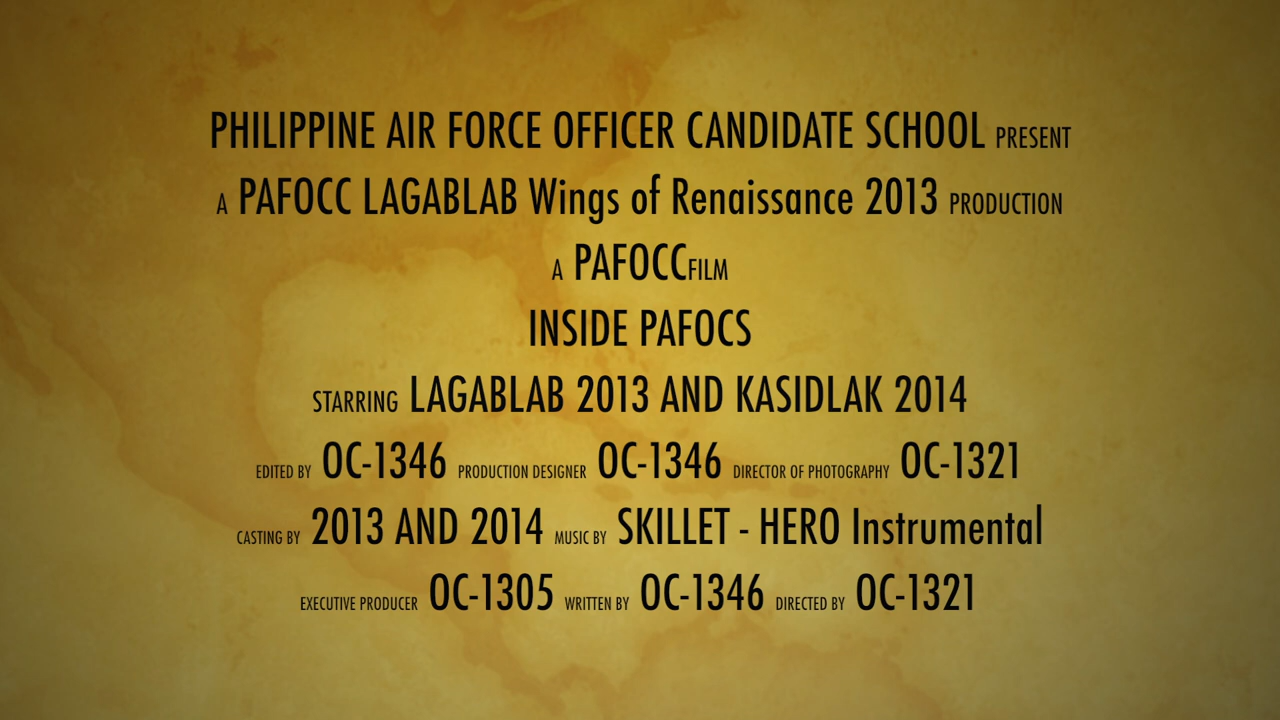 PHILIPPINE AIR FORCE OFFICER CANDIDATE SCHOOL PRESENT
A PAFOCC LAGABLAB Wings of Renaissance 2013 PRODUCTION
A PAFOCCFILM
INSIDE PAFOCS
STARRING LAGABLAB 2013 AND KASIDLAK 2014
EDITED BY OC-1346 PRODUCTION DESIGNER OC-1346 DIRECTOR OF PHOTOGRAPHY OC-1321
CASTING BY 2013 AND 2014 MUSIC BY SKILLET - HERO Instrumental
EXECUTIVE PRODUCER OC-1305 WRITTEN BY OC-1346 DIRECTED BY OC-1321